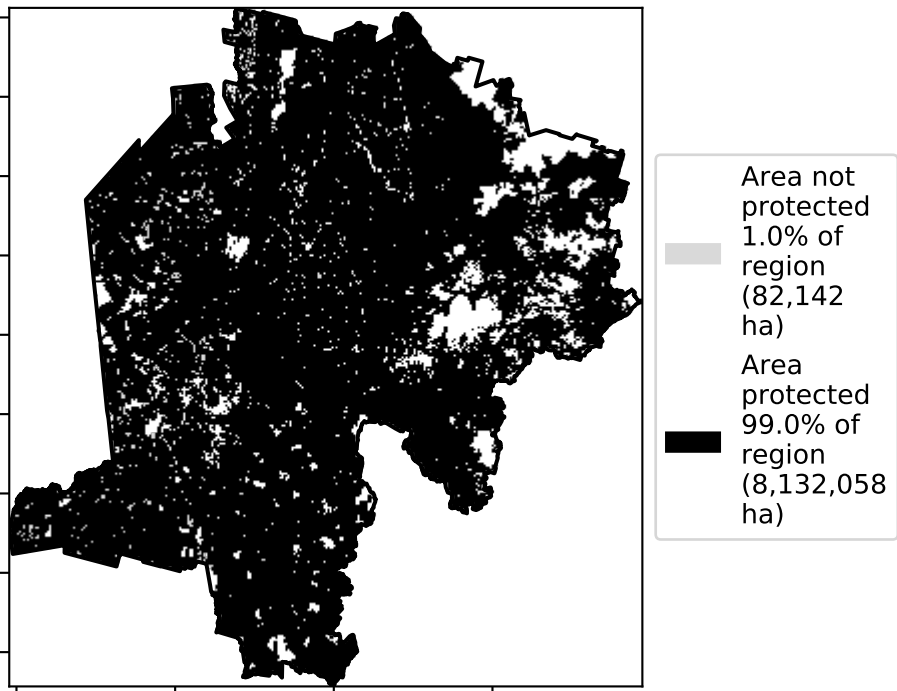 Area not
protected
1.0% of
region
(82,142
ha)
Area
protected
99.0% of
region
(8,132,058
ha)